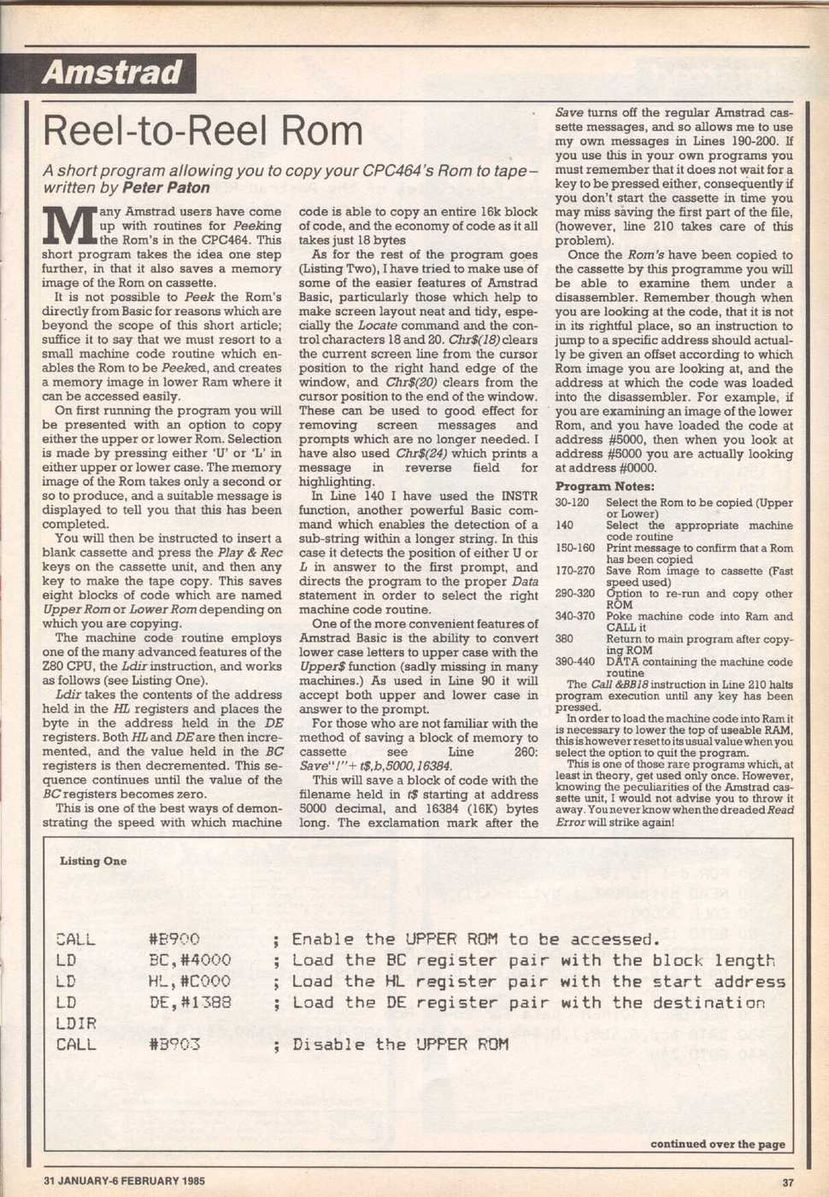 Amstrad
Reel-to-Reel Rom
A short program allowing you to copy your CPC464's Rom to tape –
written by Peter Paton
Many Amstrad users have come
up with routines for Peeking
the Rom's in the CPC464. This
short program takes the idea one step
further, in that it also saves a memory
image of the Rom on cassette.
It is not possible to Peek the Rom's
directly from Basic for reasons which are
beyond the scope of this short article;
suffice it to say that we must resort to a
small machine code routine which en-
ables the Rom to be Peeked, and creates
a memory image in lower Ram where it
can be accessed easily.
On first running the program you will
be presented with an option to copy
either the upper or lower Rom. Selection
is made by pressing either 'U' or 'L' in
either upper or lower case. The memory
image of the Rom takes only a second or
so to produce, and a suitable message is
displayed to tell you that this has been
completed.
You will then be instructed to insert a
blank cassette and press the Play & Rec
keys on the cassette unit, and then any
key to make the tape copy. This saves
eight blocks of code which are named
Upper Rom or Lower Rom depending on
which you are copying.
The machine code routine employs
one of the many advanced features of the
Z80 CPU, the Ldir instruction, and works
as follows (see Listing One).
Ldir takes the contents of the address
held in the HL registers and places the
byte in the address held in the DE
registers. Both HL and DE are then incre-
mented, and the value held in the BC
registers is then decremented. This se-
quence continues until the value of the
BC registers becomes zero.
This is one of the best ways of demon-
strating the speed with which machine
code is able to copy an entire 16k block
of code, and the economy of code as it all
takes just 18 bytes
As for the rest of the program goes
(Listing Two), I have tried to make use of
some of the easier features of Amstrad
Basic, particularly those which help to
make screen layout neat and tidy, espe-
cially the Locate command and the con-
trol characters 18 and 20. Chr$(18) clears
the current screen line from the cursor
position to the right hand edge of the
window, and Chr$(20) clears from the
cursor position to the end of the window.
These can be used to good effect for
removing screen messages and
prompts which are no longer needed. I
have also used Chr$(24) which prints a
message in reverse field for
highlighting.
In Line 140 I have used the INSTR
function, another powerful Basic com-
mand which enables the detection of a
sub-string within a longer string. In this
case it detects the position of either U or
L in answer to the first prompt, and
directs the program to the proper Data
statement in order to select the right
machine code routine.
One of the more convenient features of
Amstrad Basic is the ability to convert
lower case letters to upper case with the
Upper$ function (sadly missing in many
machines.) As used in Line 90 it will
accept both upper and lower case in
answer to the prompt.
For those who are not familiar with the
method of saving a block of memory to
cassette see Line 260:
Save"!"+ t$,b,5000,16384.
This will save a block of code with the
filename held in t$ starting at address
5000 decimal, and 16384 (16K) bytes
long. The exclamation mark after the
Save turns off the regular Amstrad cas-
sette messages, and so allows me to use
my own messages in Lines 190-200. If
you use this in your own programs you
must remember that it does not wait for a
key to be pressed either, consequently if
you don't start the cassette in time you
may miss saving the first part of the file,
(however, line 210 takes care of this
problem).
Once the Rom's have been copied to
the cassette by this programme you will
be able to examine them under a
disassembler. Remember though when
you are looking at the code, that it is not
in its rightful place, so an instruction to
jump to a specific address should actual-
ly be given an offset according to which
Rom image you are looking at, and the
address at which the code was loaded
into the disassembler. For example, if
you are examining an image of the lower
Rom, and you have loaded the code at
address #5000, then when you look at
address #5000 you are actually looking
at address #0000.
Program Notes:
30-120 Select the Rom to be copied (Upper
or Lower)
140 Select the appropriate machine
code routine
150-160 Print message to confirm that a Rom
has been copied
170-270 Save Rom image to cassette (Fast
speed used)
290-320 Option to re-run and copy other
ROM
340-370 Poke machine code into Ram and
CALL it
380 Return to main program after copy-
ing ROM
390-440 DATA containing the machine code
routine
The Call &BB18 instruction in Line 210 halts
program execution until any key has been
pressed.
In order to load the machine code into Ram it
is necessary to lower the top of useable RAM,
this is however reset to its usual value when you
select the option to quit the program.
This is one of those rare programs which, at
least in theory, get used only once. However,
knowing the peculiarities of the Amstrad cas-
sette unit, I would not advise you to throw it
away. You never know when the dreaded Read
Error will strike again!
Listing One
CALL #B900 ; Enable the UPPER ROM to be accessed.
LD BC,#4000 ; Load the BC register pair with the block length
LD HL,#C000 ; Load the HL register pair with the start address
LD DE,#1388 ; Load the DE register pair with the destination
LDIR
CALL #B903 ; Disable the UPPER ROM
continued over the page
31 JANUARY-6 FEBRUARY 1985
37